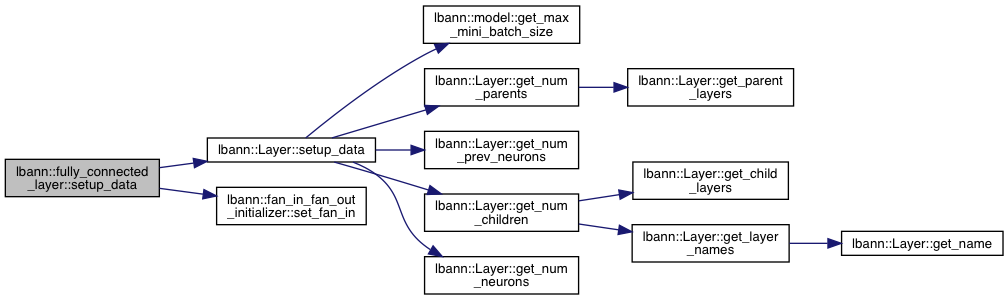 lbann::fully_connected
_layer::setup_data
lbann::Layer::setup_data
lbann::fan_in_fan_out
_initializer::set_fan_in
lbann::model::get_max
_mini_batch_size
lbann::Layer::get_num
_parents
lbann::Layer::get_num
_prev_neurons
lbann::Layer::get_num
_children
lbann::Layer::get_num
_neurons
lbann::Layer::get_parent
_layers
lbann::Layer::get_child
_layers
lbann::Layer::get_layer
_names
lbann::Layer::get_name